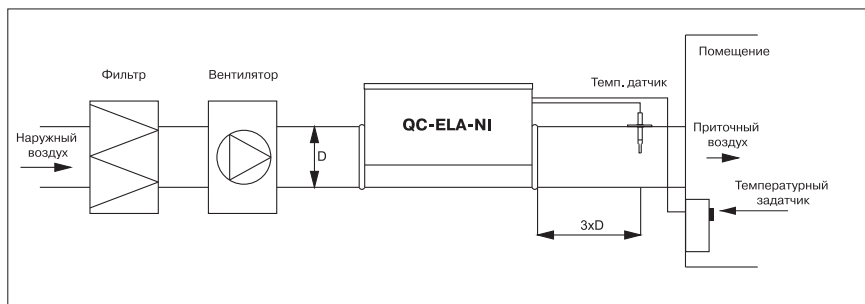 Помещение
Фильтр
Вентилятор
Темп. датчик
QC-ELA-NI
Наружный
воздух
D
Приточный
воздух
Температурный
задатчик
3xD